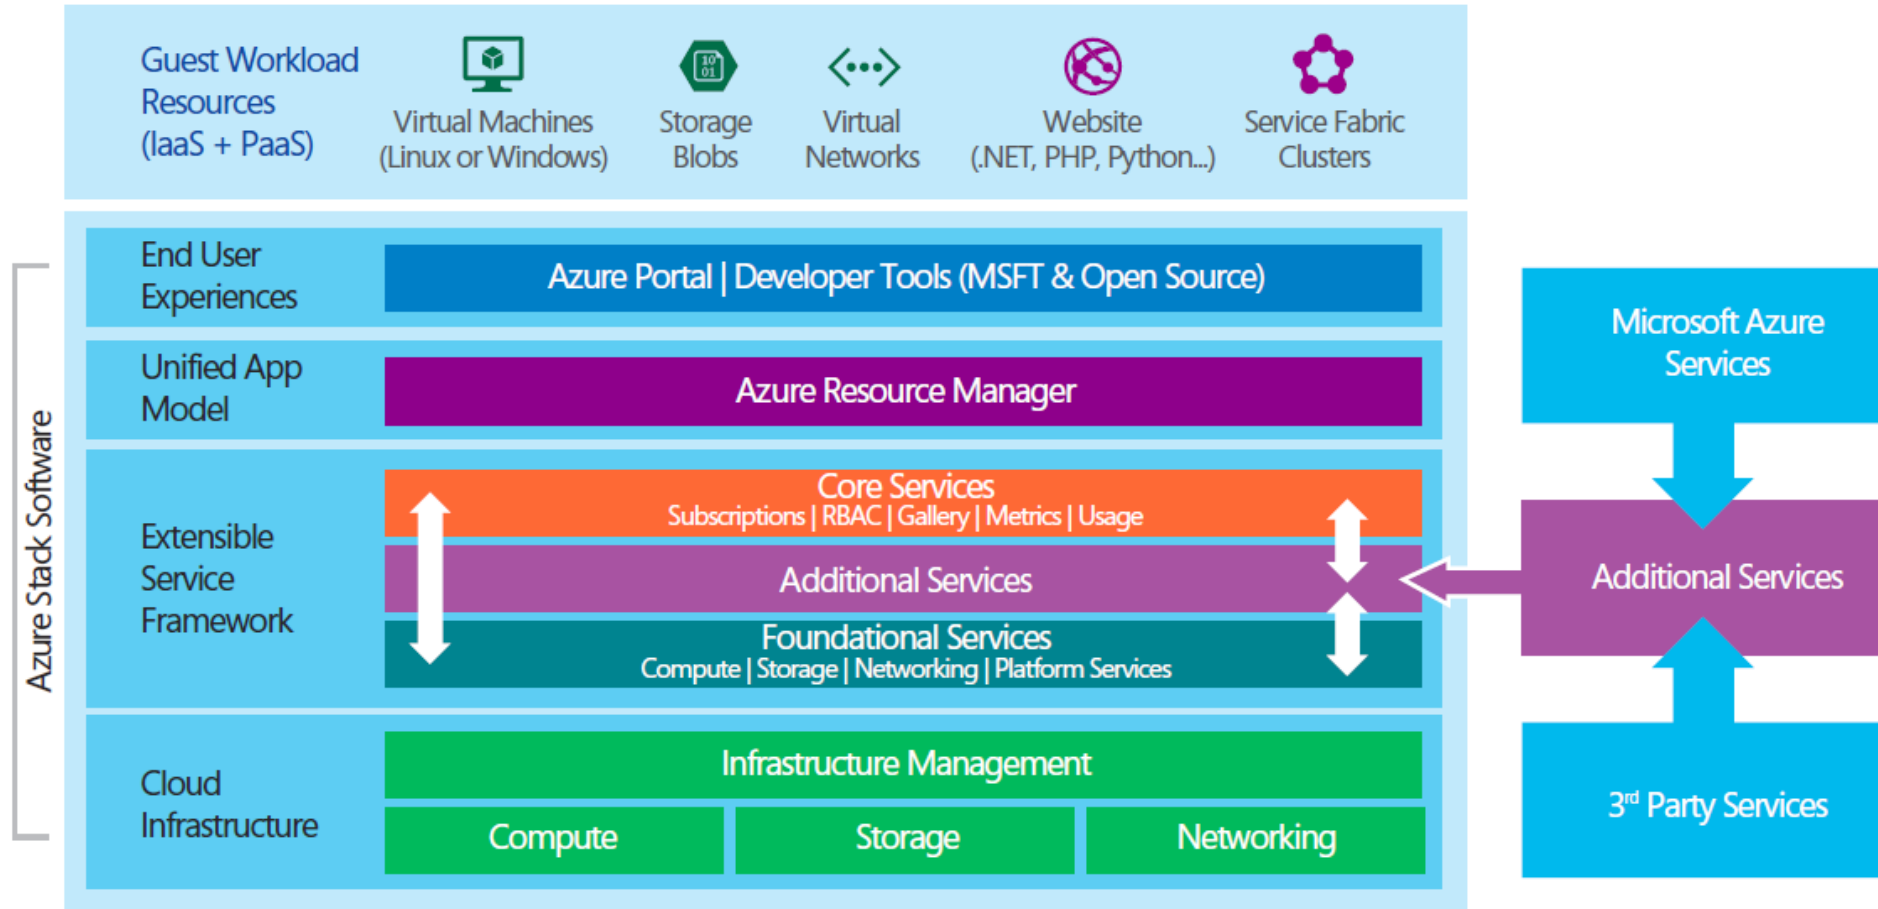 Guest Workload
Resources
(IaaS + PaaS)
Virtual Machines
(Linux or Windows)
Storage
Blobs
Virtual
Networks
Website
(.NET, PHP, Python...)
Service Fabric
Clusters
Azure Stack Software
End User
Experiences
Azure Portal | Developer Tools (MSFT & Open Source)
Unified App
Model
Azure Resource Manager
Extensible
Service
Framework
Core Services
Subscriptions | RBAC | Gallery | Metrics | Usage
Additional Services
Foundational Services
Compute | Storage | Networking | Platform Services
Cloud
Infrastructure
Infrastructure Management
Compute
Storage
Networking
Microsoft Azure
Services
Additional Services
3rd Party Services
10
01